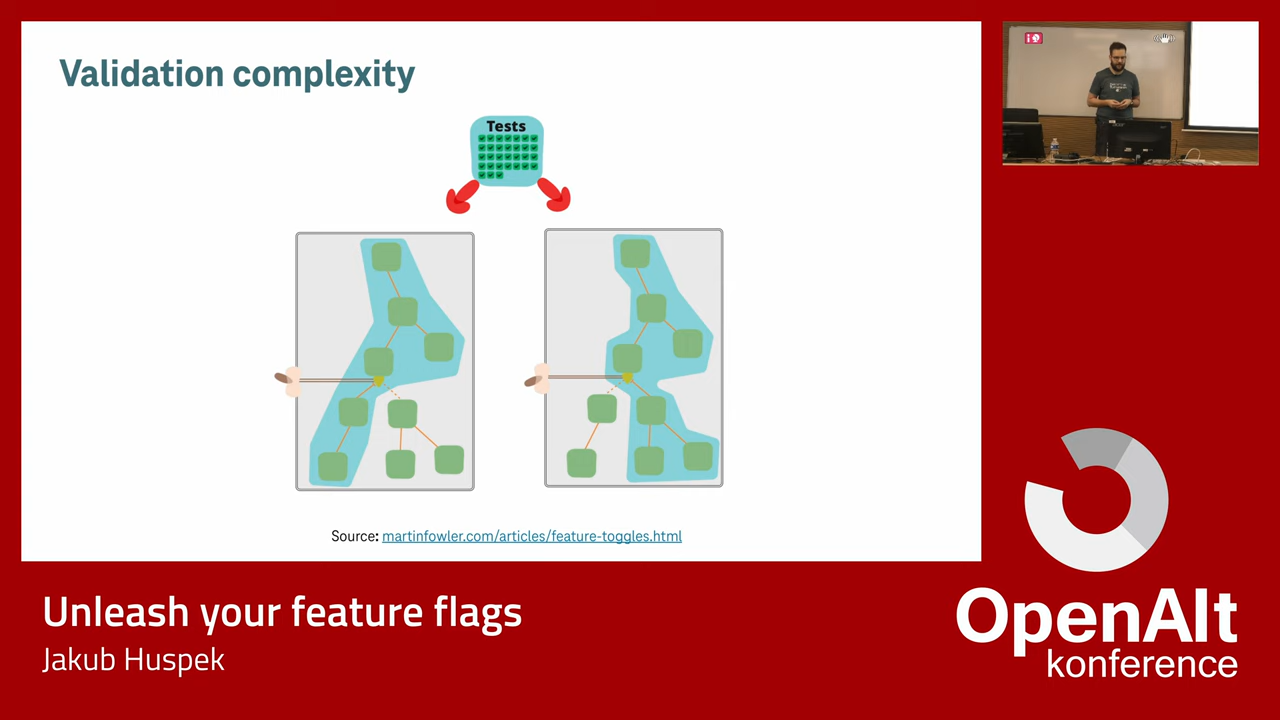 Validation complexity
Tests
Source: martinfowler.com/articles/feature-toggles.html
Unleash your feature flags
Jakub Huspek
OpenAlt
konference